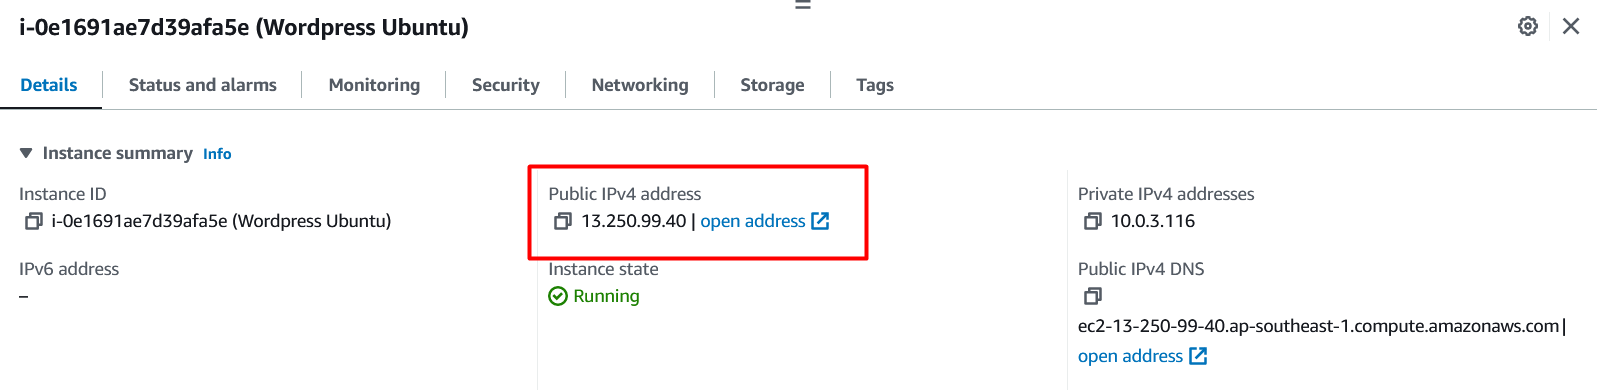 i-0e1691ae7d39afa5e (Wordpress Ubuntu)
Details
Status and alarms
Monitoring
Security
Networking
Storage
Tags
Instance summary Info
Instance ID
i-0e1691ae7d39afa5e (Wordpress Ubuntu)
Public IPv4 address
13.250.99.40 | open address
Private IPv4 addresses
10.0.3.116
IPv6 address
–
Instance state
Running
Public IPv4 DNS
ec2-13-250-99-40.ap-southeast-1.compute.amazonaws.com |
open address